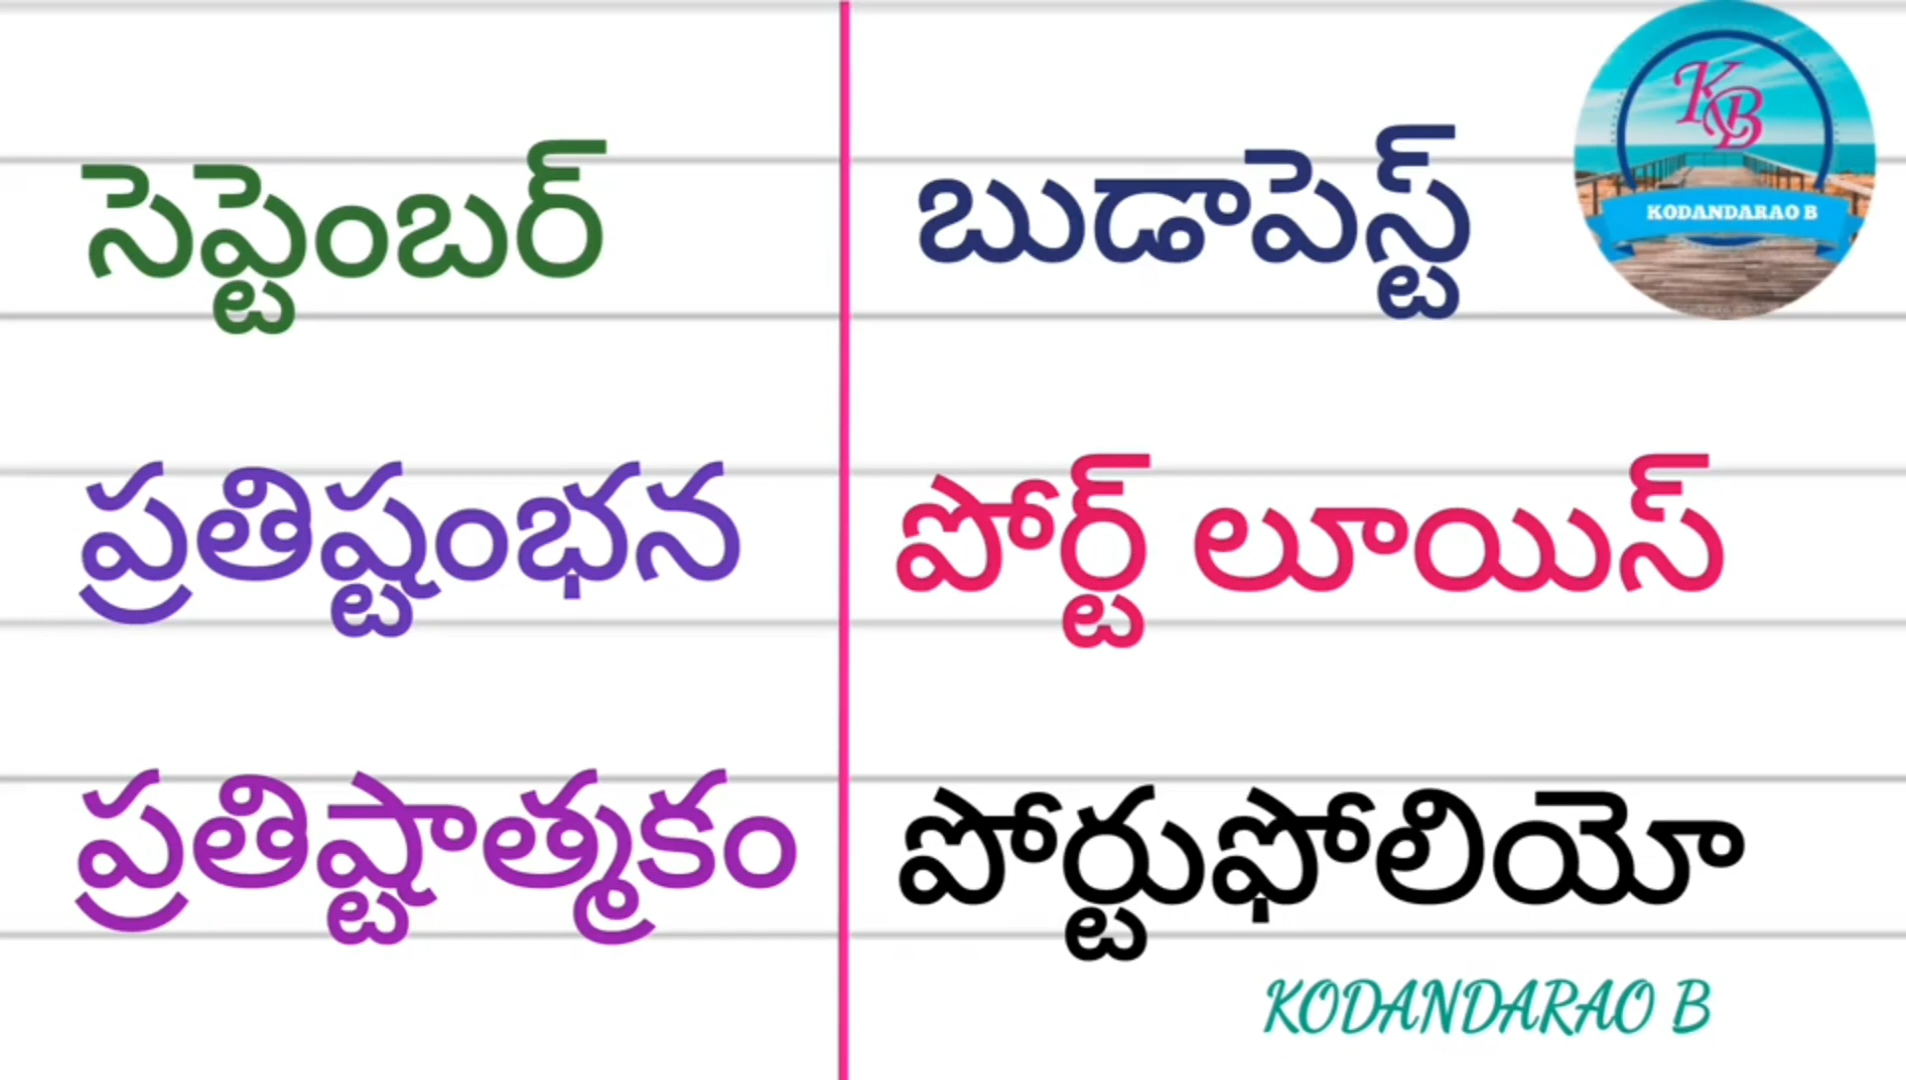 సెప్టెంబర్
ప్రతిష్టంభన
ప్రతిష్టాత్మకం
బుడాపెస్ట్
పోర్ట్ లూయిస్
పోర్టుఫోలియో
KB
KODANDARAO B
KODANDARAO B